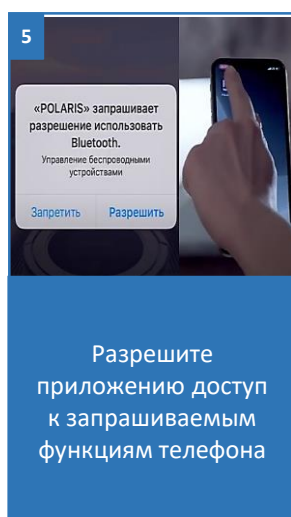 5
«POLARIS» запрашивает
разрешение использовать
Bluetooth.
Управление беспроводными
устройствами
Запретить Разрешить
Разрешите
приложению доступ
к запрашиваемым
функциям телефона